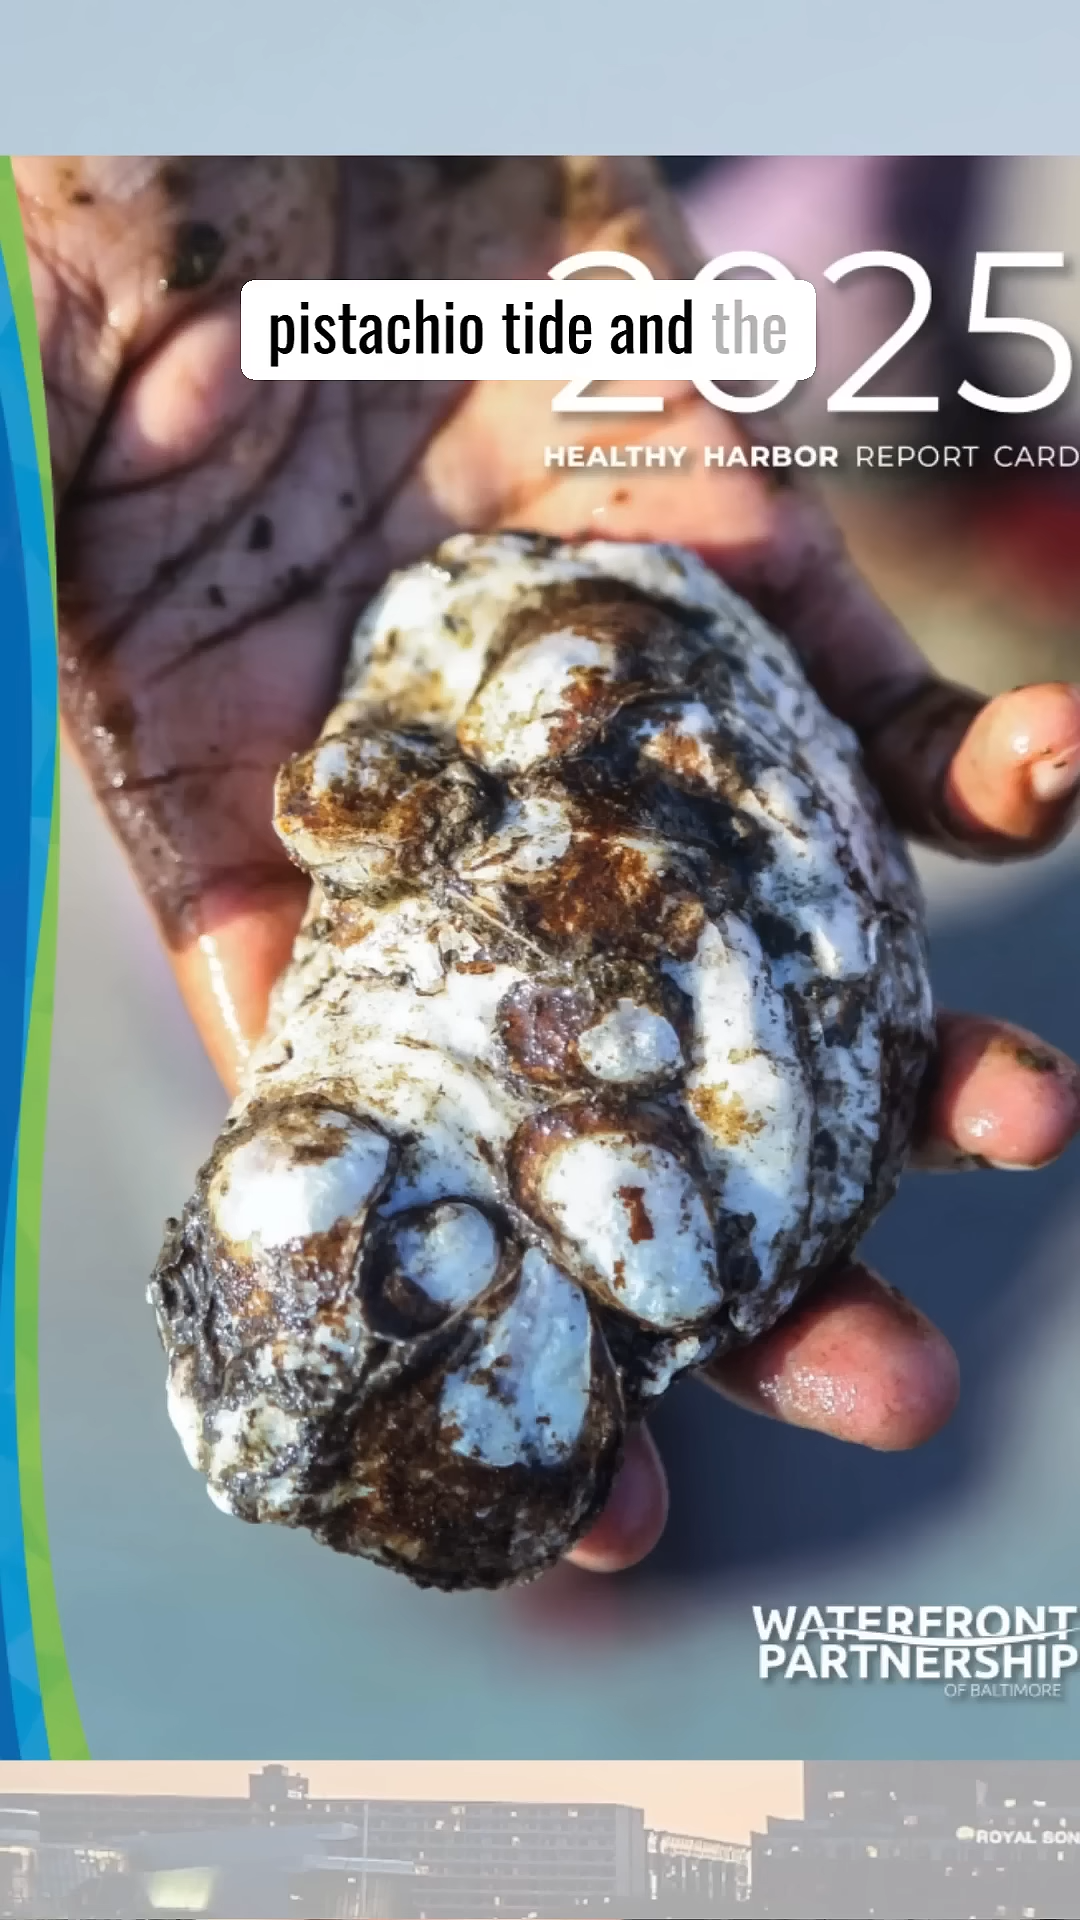 2025
pistachio tide and the
HEALTHY HARBOR REPORT CARD
WATERFRONT
PARTNERSHIP
OF BALTIMORE
ROYAL SON